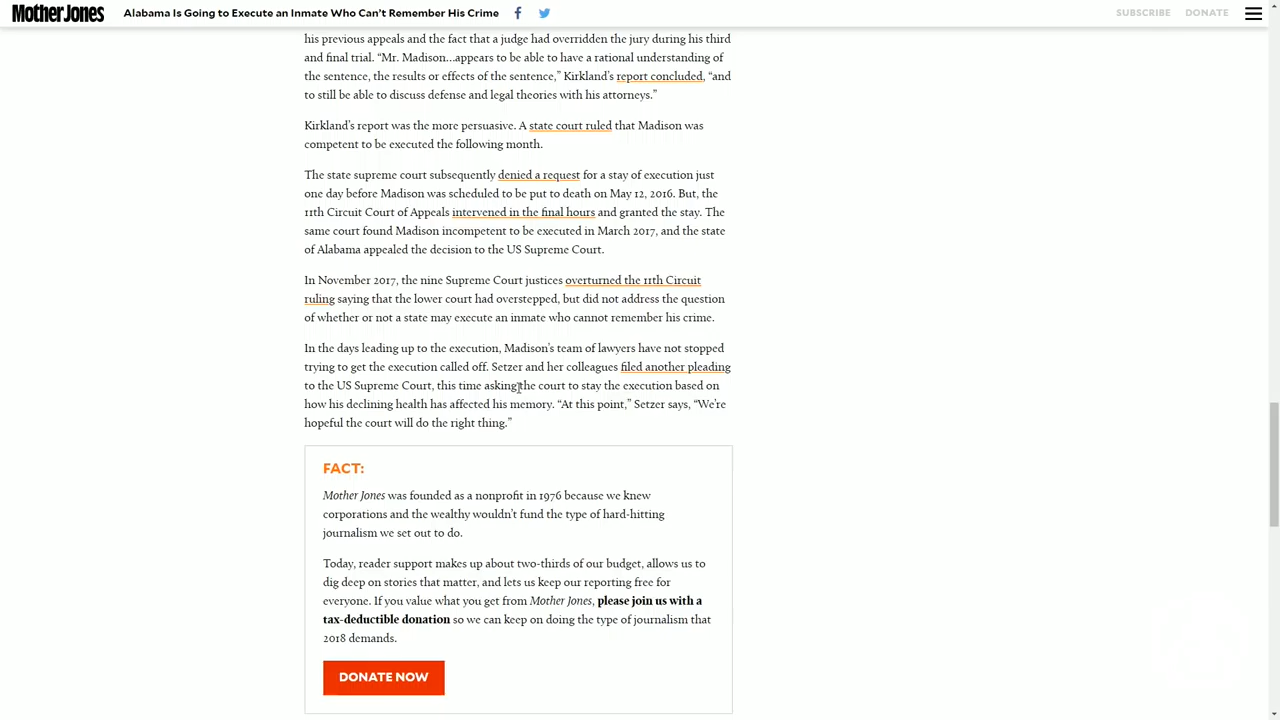 Mother Jones
Alabama Is Going to Execute an Inmate Who Can't Remember His Crime
SUBSCRIBE
DONATE
his previous appeals and the fact that a judge had overridden the jury during his third
and final trial. “Mr. Madison…appears to be able to have a rational understanding of
the sentence, the results or effects of the sentence,” Kirkland’s report concluded, “and
to still be able to discuss defense and legal theories with his attorneys.”
Kirkland’s report was the more persuasive. A state court ruled that Madison was
competent to be executed the following month.
The state supreme court subsequently denied a request for a stay of execution just
one day before Madison was scheduled to be put to death on May 12, 2016. But, the
11th Circuit Court of Appeals intervened in the final hours and granted the stay. The
same court found Madison incompetent to be executed in March 2017, and the state
of Alabama appealed the decision to the US Supreme Court.
In November 2017, the nine Supreme Court justices overturned the 11th Circuit
ruling saying that the lower court had overstepped, but did not address the question
of whether or not a state may execute an inmate who cannot remember his crime.
In the days leading up to the execution, Madison’s team of lawyers have not stopped
trying to get the execution called off. Setzer and her colleagues filed another pleading
to the US Supreme Court, this time asking the court to stay the execution based on
how his declining health has affected his memory. “At this point,” Setzer says, “We’re
hopeful the court will do the right thing.”
FACT:
Mother Jones was founded as a nonprofit in 1976 because we knew
corporations and the wealthy wouldn’t fund the type of hard-hitting
journalism we set out to do.
Today, reader support makes up about two-thirds of our budget, allows us to
dig deep on stories that matter, and lets us keep our reporting free for
everyone. If you value what you get from Mother Jones, please join us with a
tax-deductible donation so we can keep on doing the type of journalism that
2018 demands.
DONATE NOW